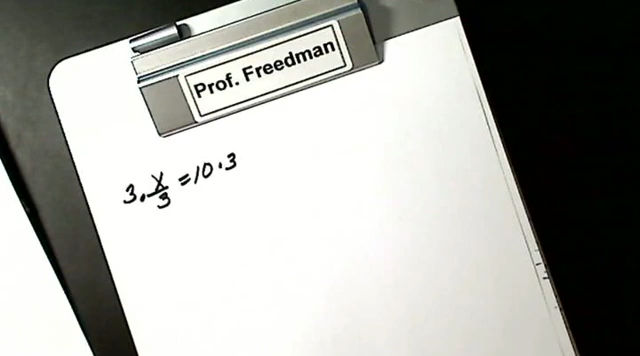 Prof. Freedman
3 · x/3 = 10 · 3